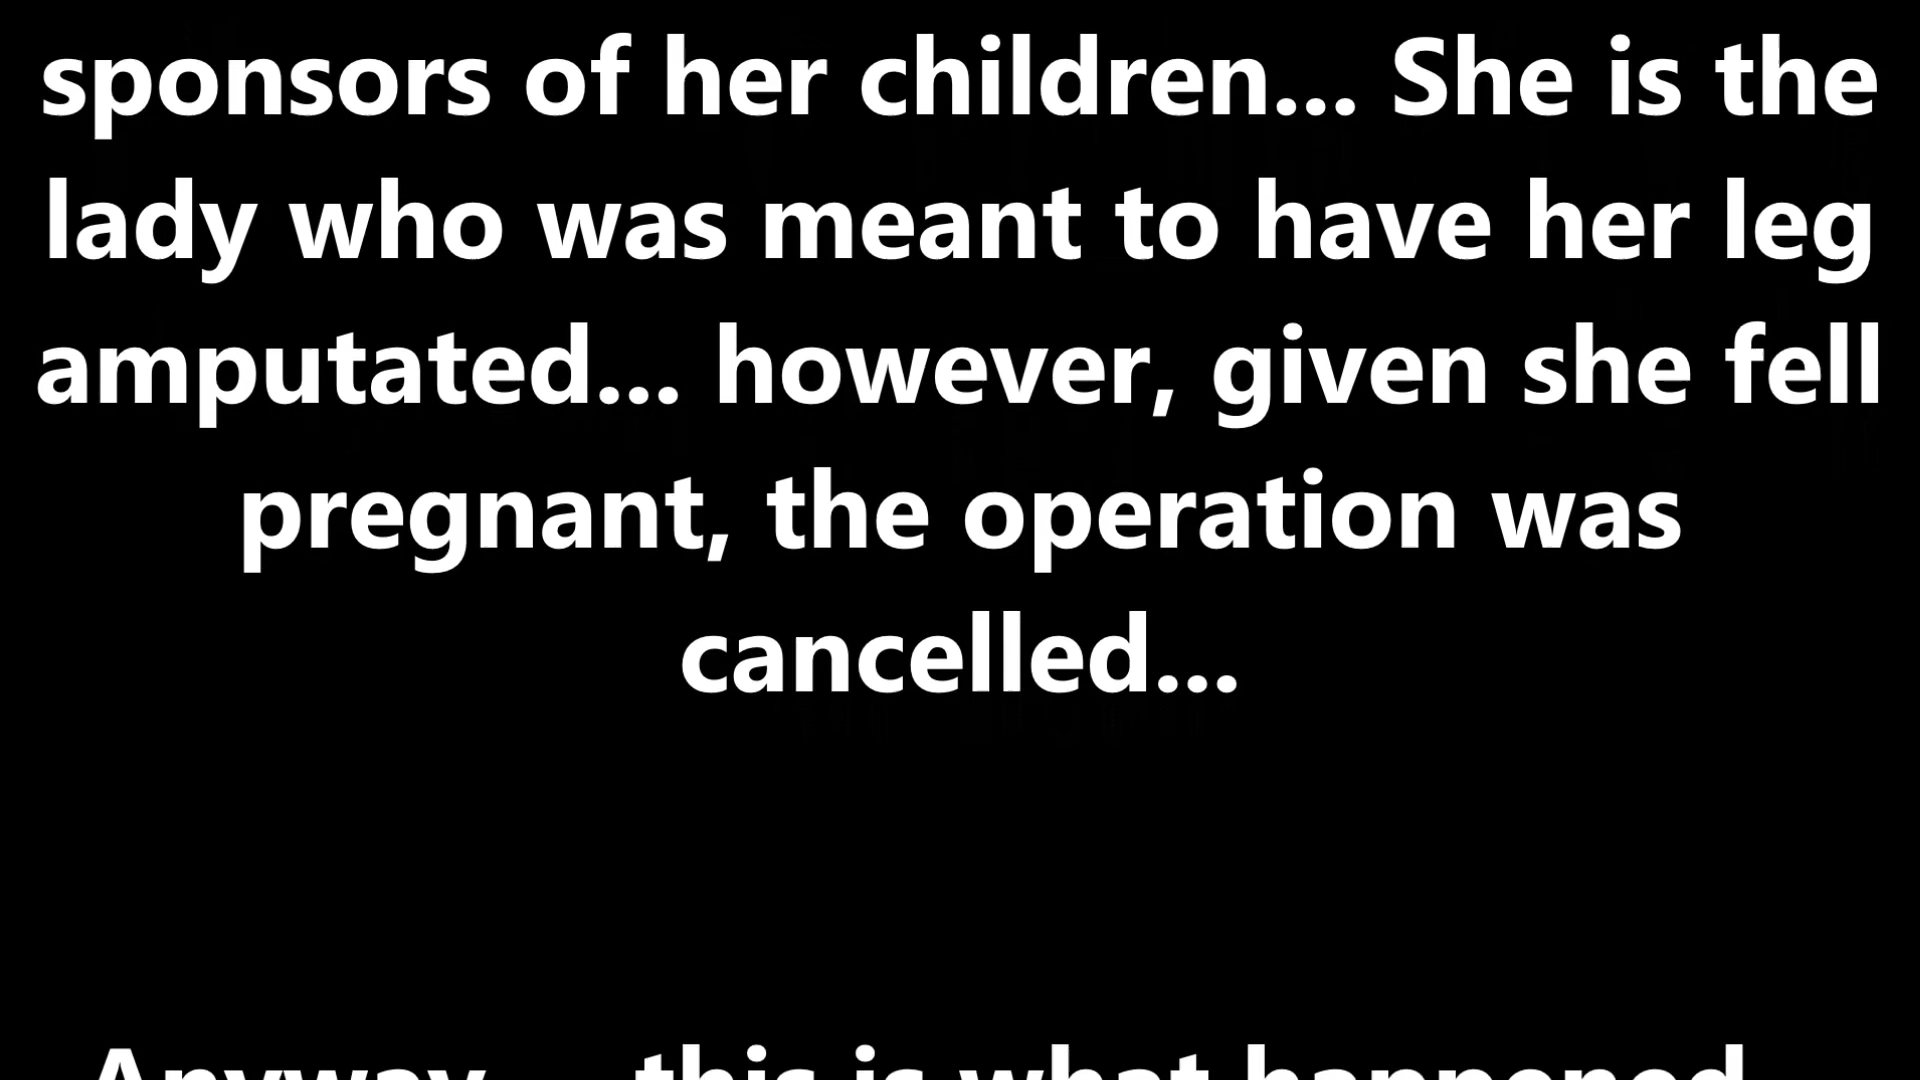 sponsors of her children... She is the
lady who was meant to have her leg
amputated... however, given she fell
pregnant, the operation was
cancelled...
Anyway... this is what happened